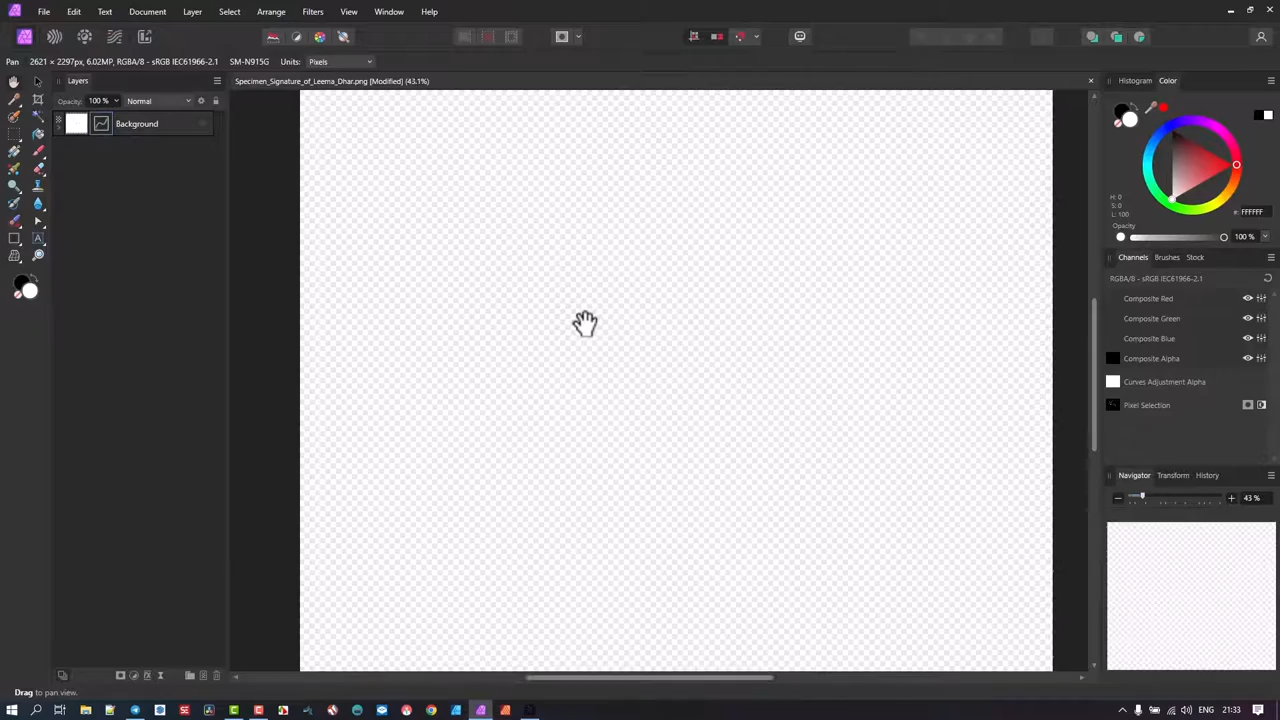 File Edit Text Document Layer Select Arrange Filters View Window Help
Pan 2621 × 2297px, 6.02MP, RGBA/8 - sRGB IEC61966-2.1 SM-N915G Units: Pixels
Layers
Specimen_Signature_of_Leema_Dhar.png [Modified] (43.1%)
Histogram Color
Opacity: 100 % Normal
Background
H: 0
S: 0
L: 100
#: FFFFFF
Opacity
100 %
Channels Brushes Stock
RGBA/8 - sRGB IEC61966-2.1
Composite Red
Composite Green
Composite Blue
Composite Alpha
Curves Adjustment Alpha
Pixel Selection
Navigator Transform History
43 %
Drag to pan view.
ENG 21:33